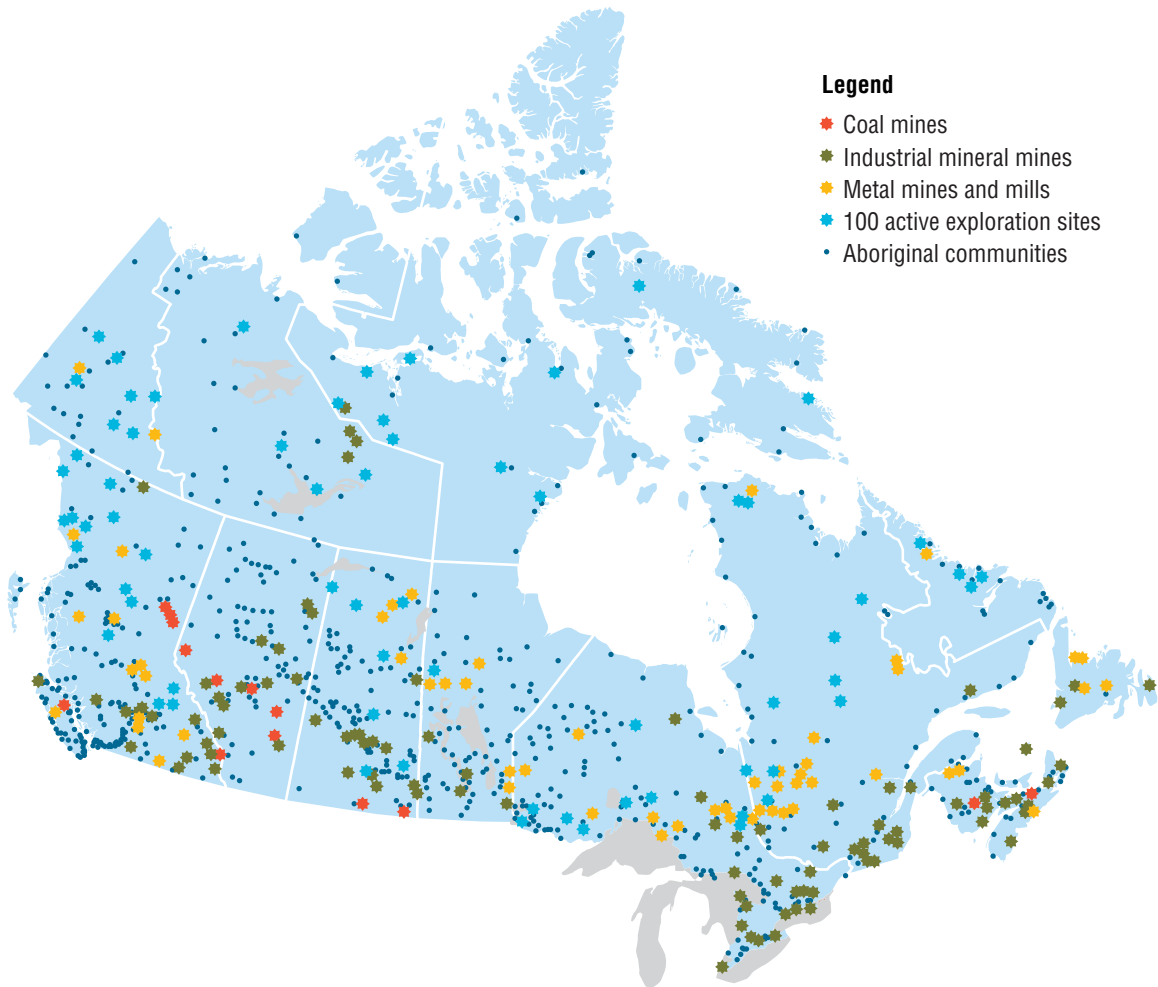 Legend
Coal mines
Industrial mineral mines
Metal mines and mills
100 active exploration sites
Aboriginal communities